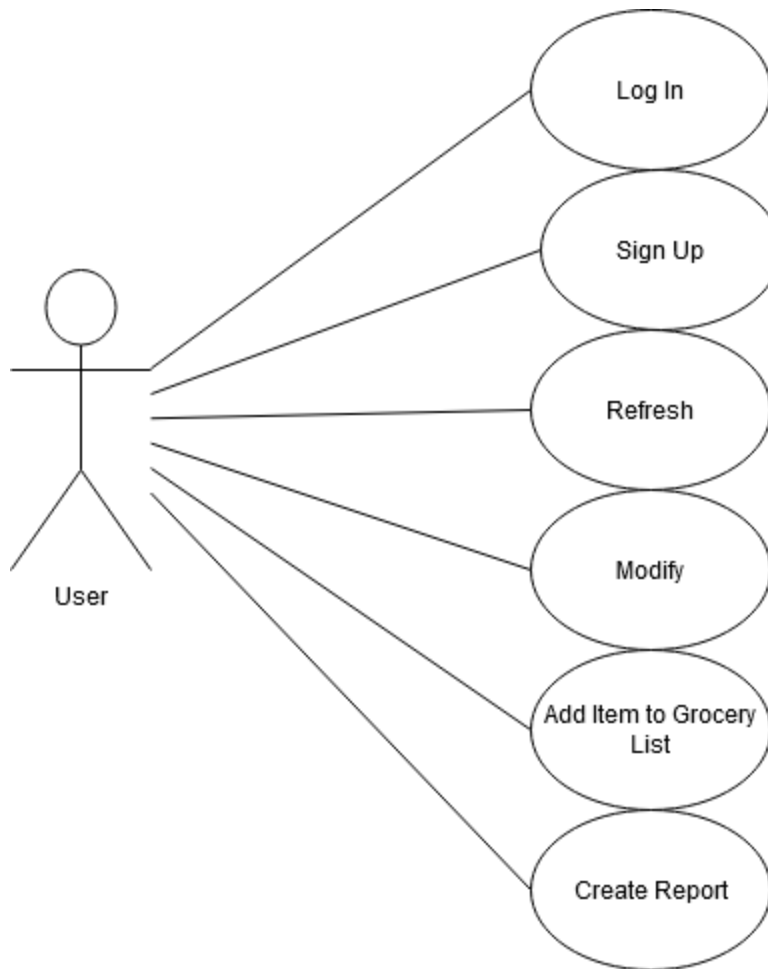 Log In
Sign Up
Refresh
Modify
User
Add Item to Grocery
List
Create Report